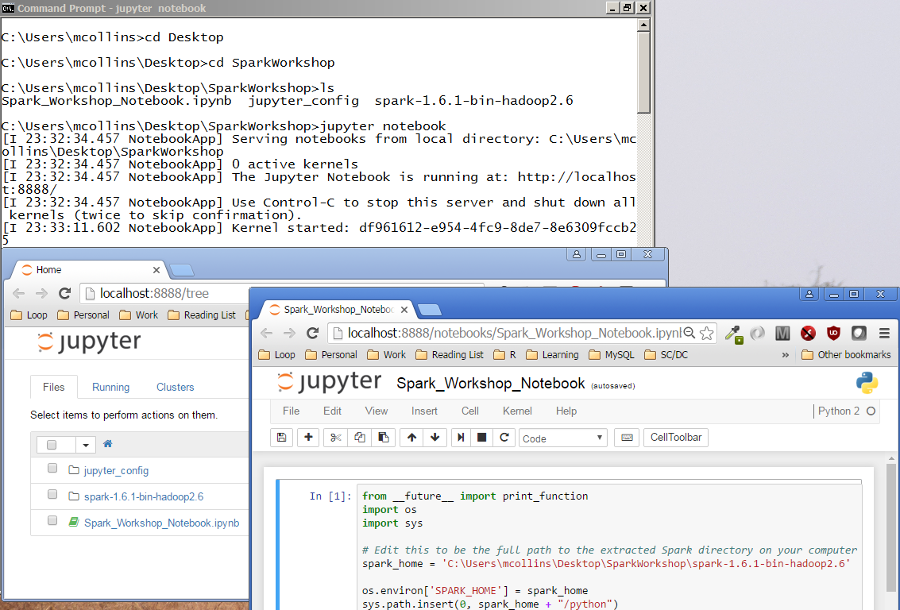 Command Prompt - jupyter notebook
C:\Users\mcollins>cd Desktop
C:\Users\mcollins\Desktop>cd SparkWorkshop
C:\Users\mcollins\Desktop\SparkWorkshop>ls
Spark_Workshop_Notebook.ipynb jupyter_config spark-1.6.1-bin-hadoop2.6
C:\Users\mcollins\Desktop\SparkWorkshop>jupyter notebook
[I 23:32:34.457 NotebookApp] Serving notebooks from local directory: C:\Users\mc
ollins\Desktop\SparkWorkshop
[I 23:32:34.457 NotebookApp] 0 active kernels
[I 23:32:34.457 NotebookApp] The Jupyter Notebook is running at: http://localhos
t:8888/
[I 23:32:34.457 NotebookApp] Use Control-C to stop this server and shut down all
kernels (twice to skip confirmation).
[I 23:33:11.602 NotebookApp] Kernel started: df961612-e954-4fc9-8de7-8e6309fccb2
5
Home
localhost:8888/tree
Loop Personal Work Reading List
jupyter
Files Running Clusters
Select items to perform actions on them.
jupyter_config
spark-1.6.1-bin-hadoop2.6
Spark_Workshop_Notebook.ipynb
Spark_Workshop_Noteboo
localhost:8888/notebooks/Spark_Workshop_Notebook.ipynl
Loop Personal Work Reading List R Learning MySQL SC/DC » Other bookmarks
jupyter Spark_Workshop_Notebook (autosaved)
File Edit View Insert Cell Kernel Help Python 2
Code CellToolbar
In [1]: from __future__ import print_function
import os
import sys
# Edit this to be the full path to the extracted Spark directory on your computer
spark_home = 'C:\Users\mcollins\Desktop\SparkWorkshop\spark-1.6.1-bin-hadoop2.6'
os.environ['SPARK_HOME'] = spark_home
sys.path.insert(0, spark_home + "/python")